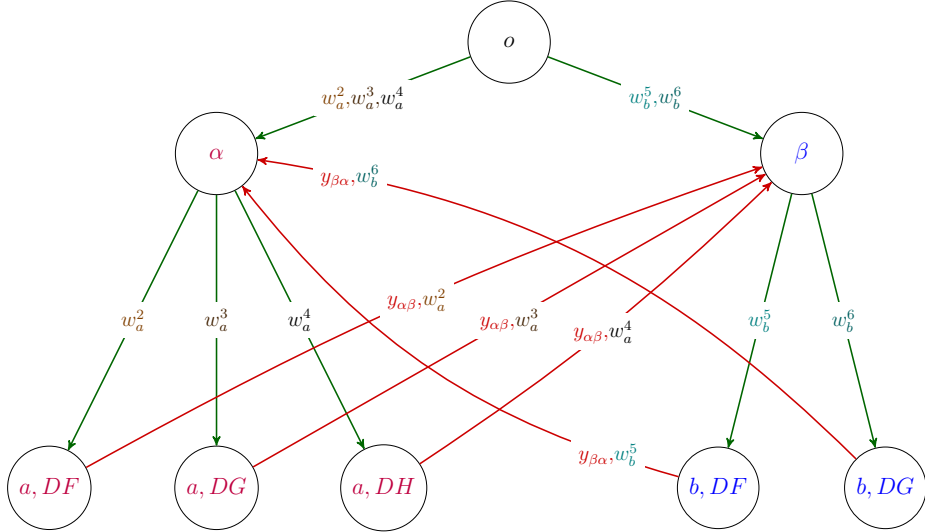 o
w_a^2,w_a^3,w_a^4
w_b^5,w_b^6
α
β
y_{βα},w_b^6
y_{αβ},w_a^2
w_a^2
w_a^3
w_a^4
y_{αβ},w_a^3
y_{αβ},w_a^4
w_b^5
w_b^6
y_{βα},w_b^5
a, DF
a, DG
a, DH
b, DF
b, DG